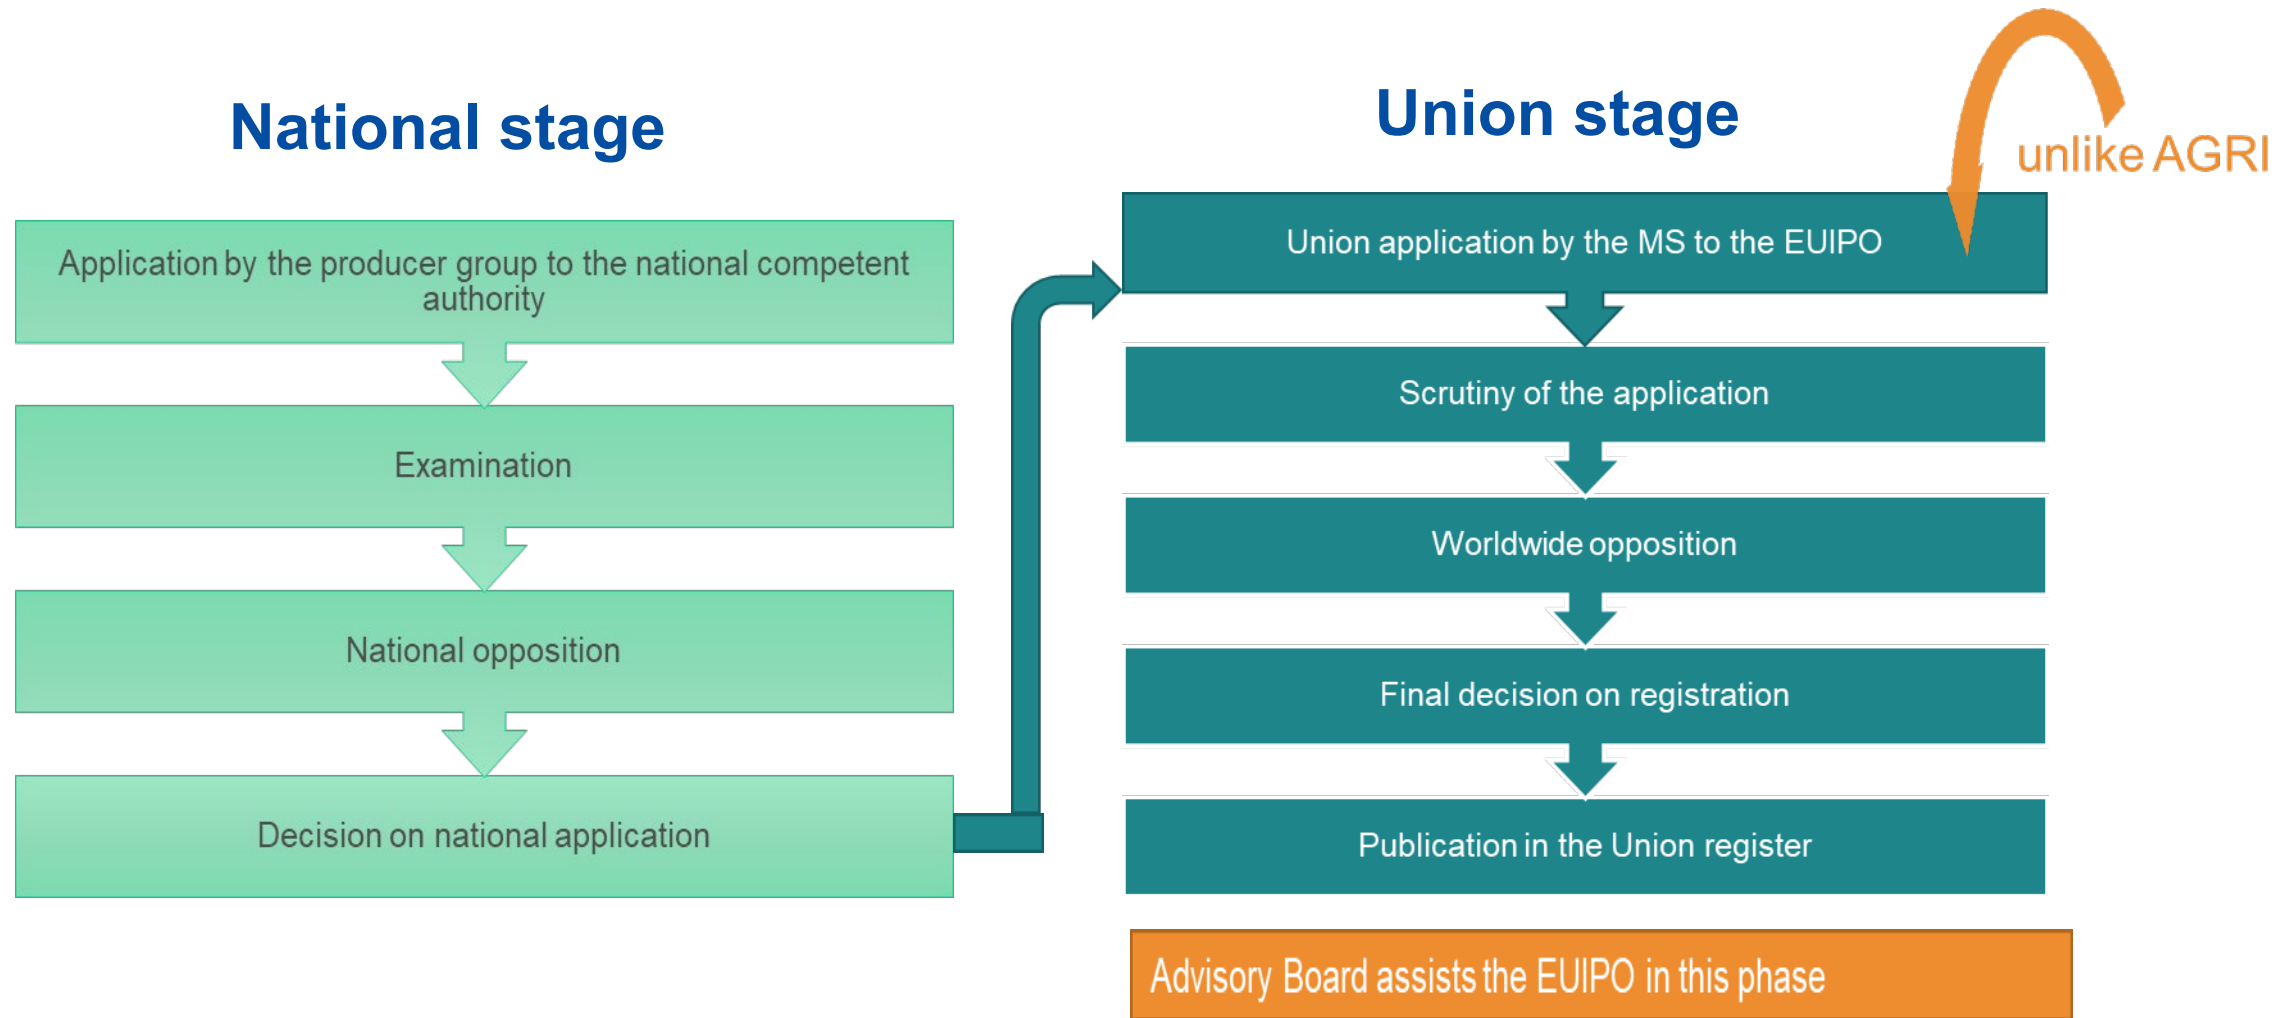 National stage
Application by the producer group to the national competent
authority
Examination
National opposition
Decision on national application
Union stage
unlike AGRI
Union application by the MS to the EUIPO
Scrutiny of the application
Worldwide opposition
Final decision on registration
Publication in the Union register
Advisory Board assists the EUIPO in this phase